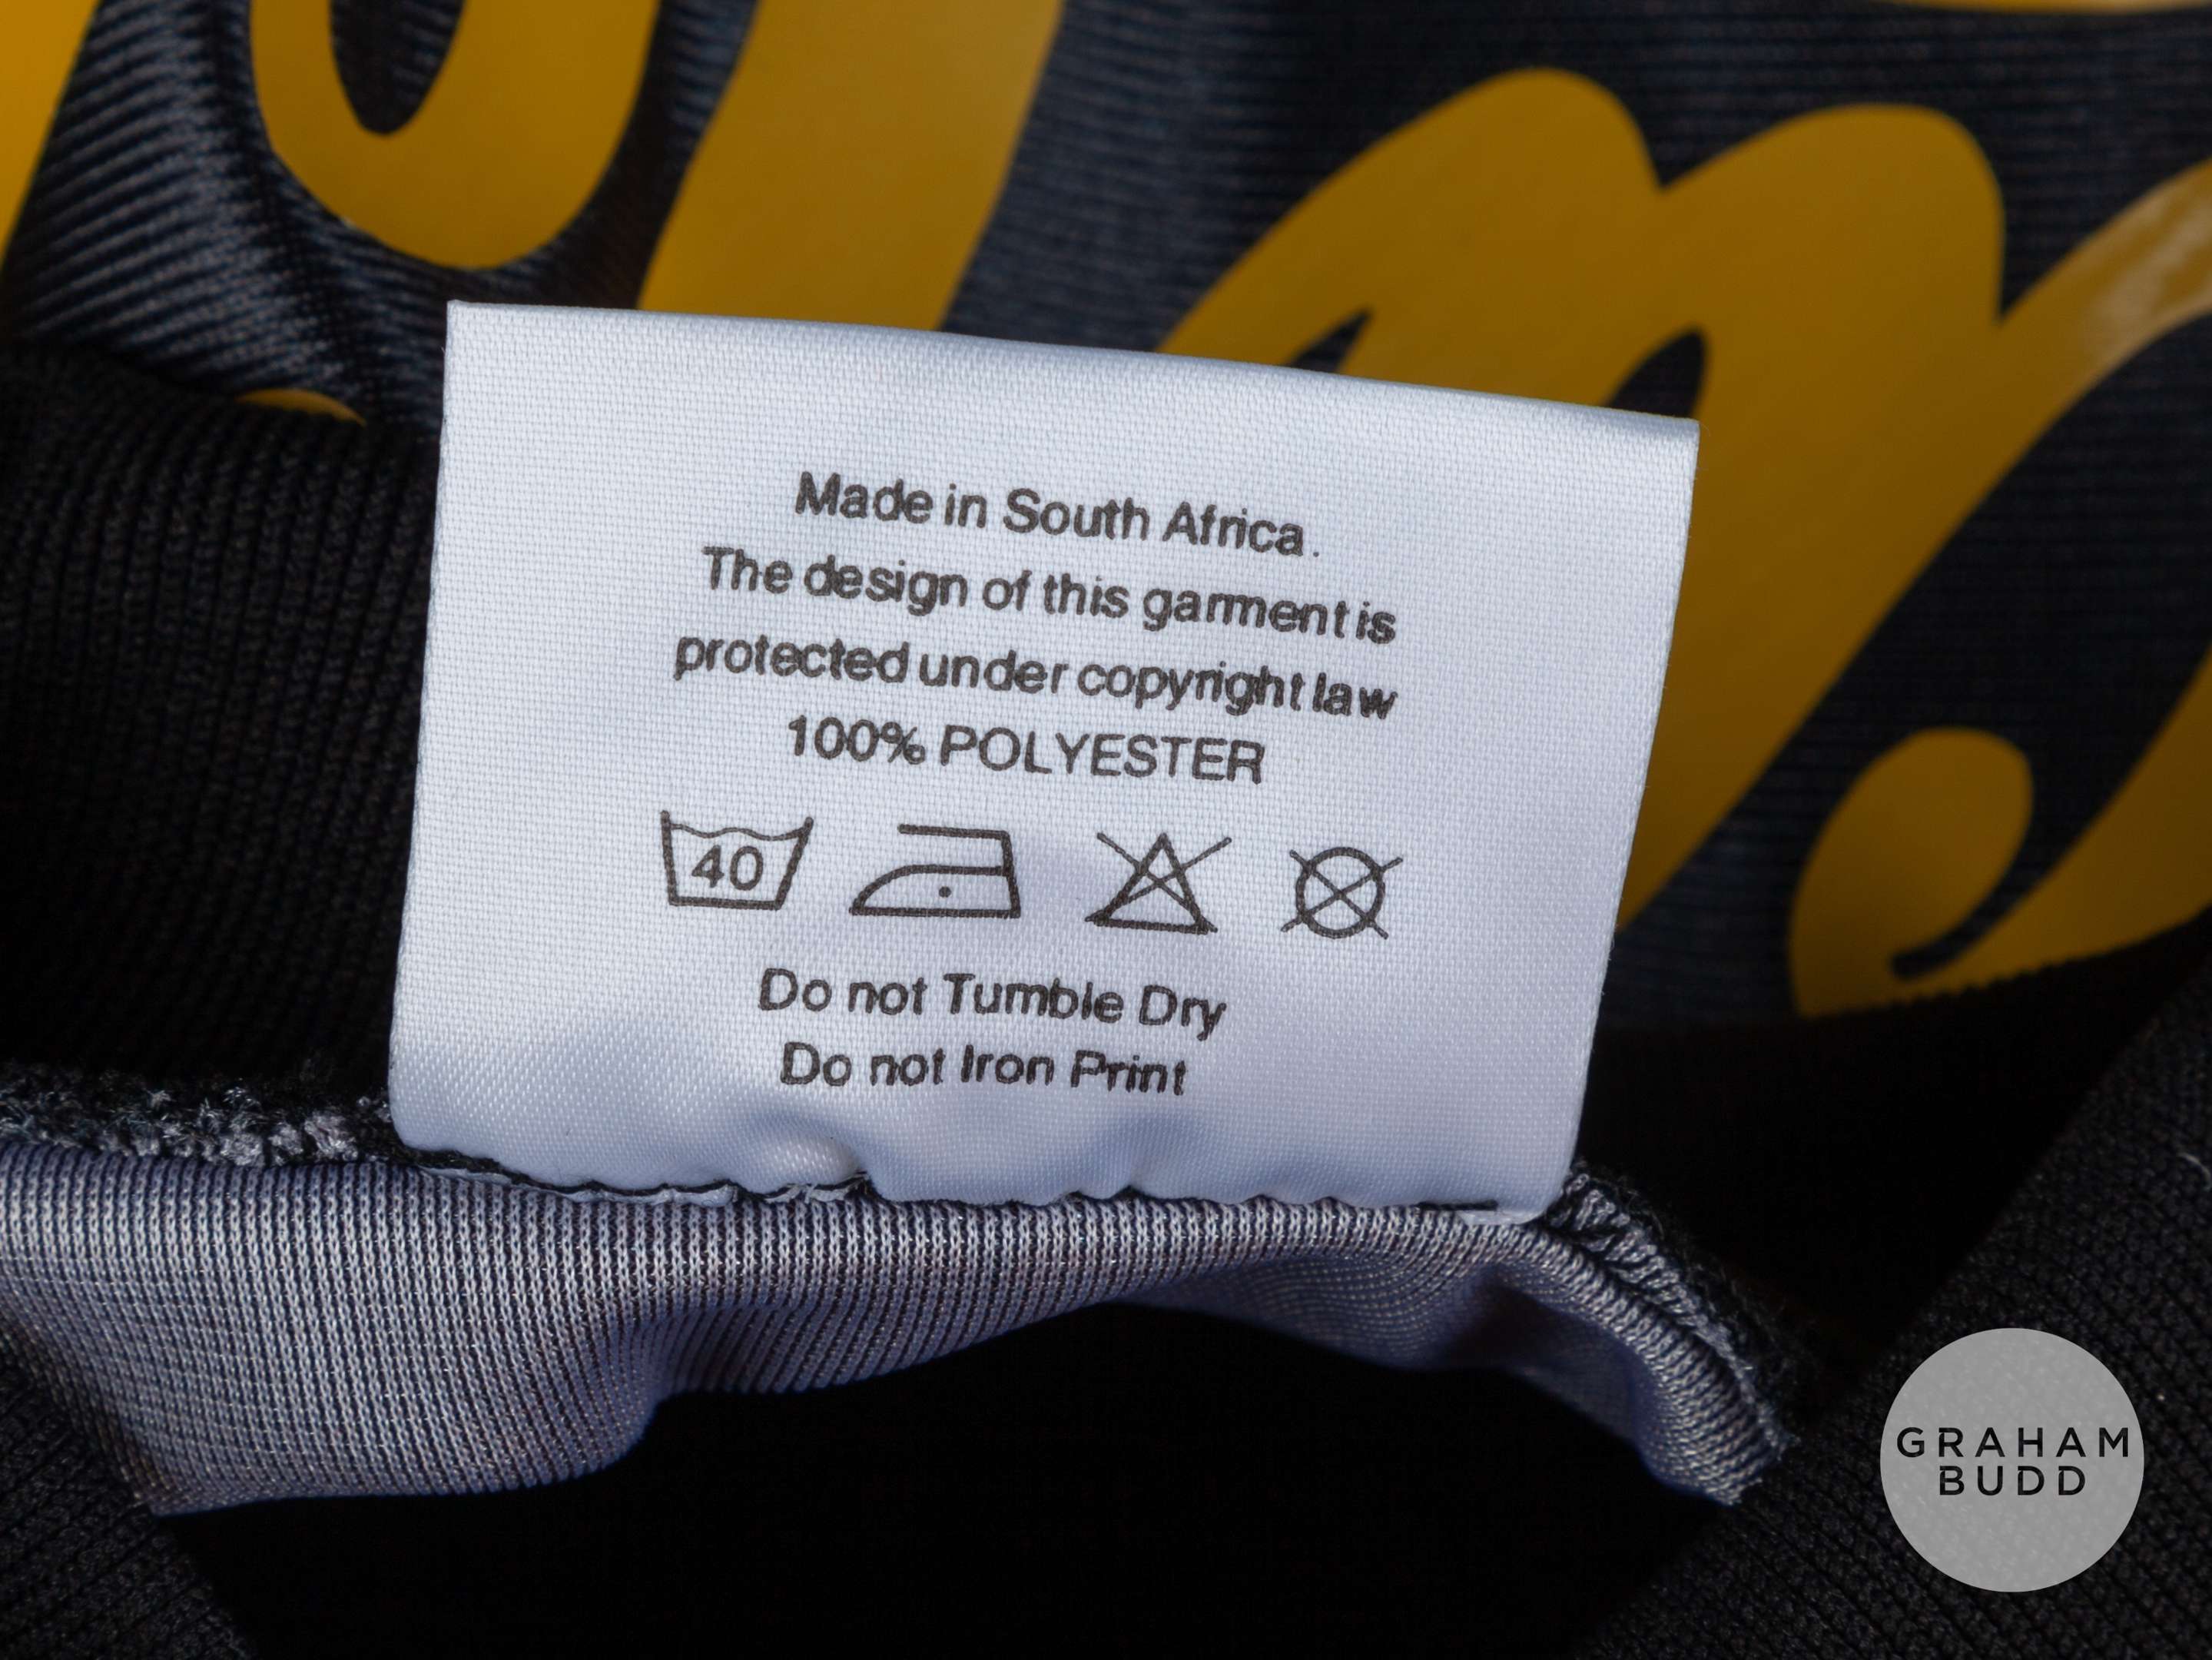 Made in South Africa.
The design of this garment is
protected under copyright law
100% POLYESTER
40
Do not Tumble Dry
Do not Iron Print
GRAHAM
BUDD